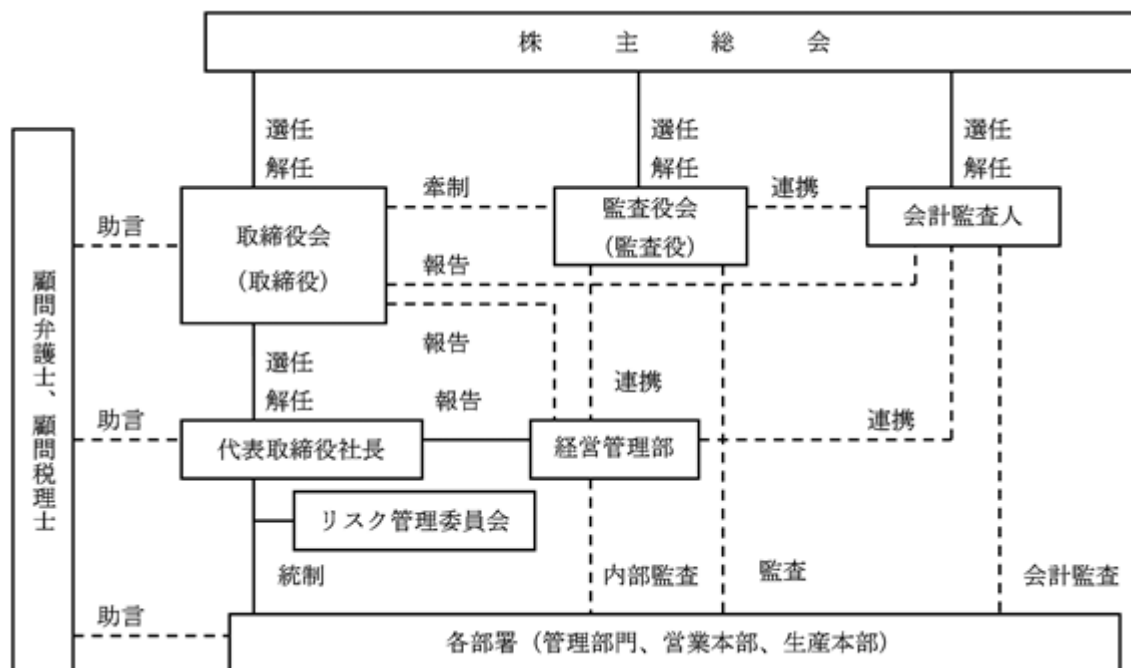 株主総会
選任
解任
選任
解任
選任
解任
牽制
連携
助言
取締役会
(取締役)
監査役会
(監査役)
会計監査人
報告
報告
選任
解任
報告
連携
助言
連携
代表取締役社長
経営管理部
リスク管理委員会
顧問弁護士、顧問税理士
統制
内部監査
監査
会計監査
助言
各部署（管理部門、営業本部、生産本部）